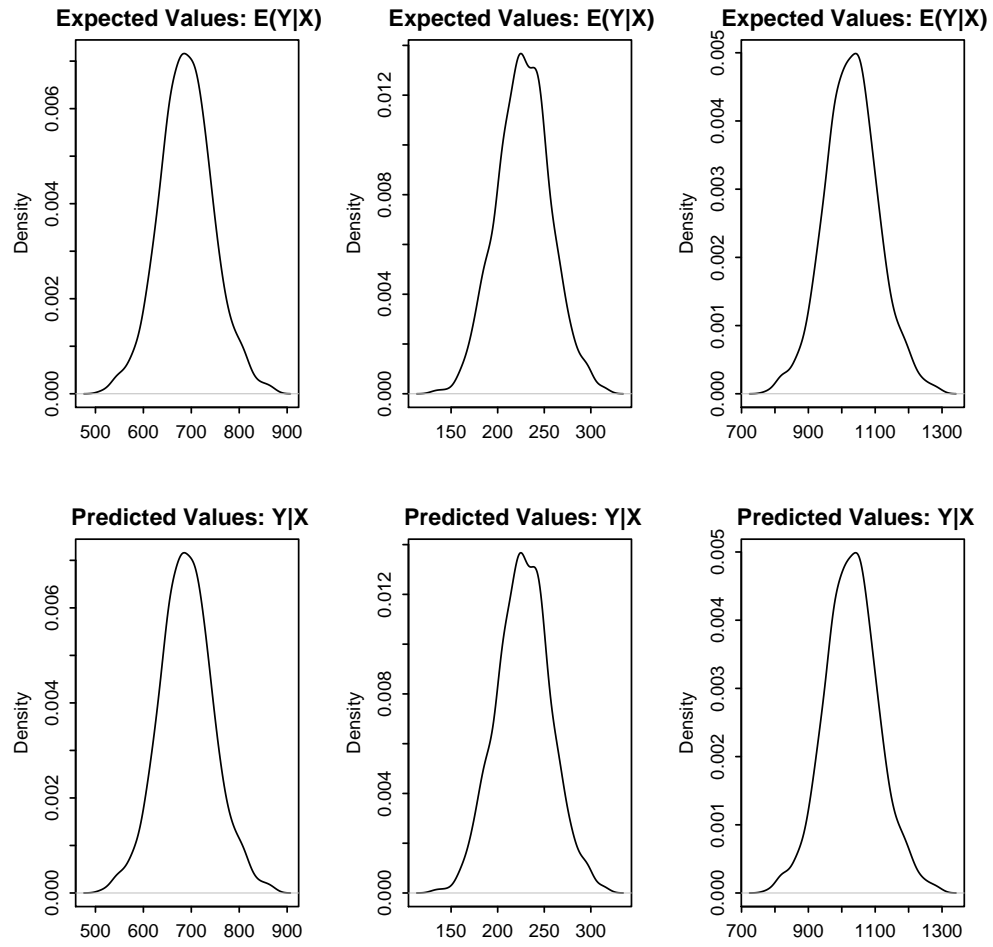 Expected Values: E(Y|X)
Expected Values: E(Y|X)
Expected Values: E(Y|X)
Density
0.000 0.002 0.004 0.006
500 600 700 800 900
Density
0.000 0.004 0.008 0.012
150 200 250 300
Density
0.000 0.001 0.002 0.003 0.004 0.005
700 900 1100 1300
Predicted Values: Y|X
Predicted Values: Y|X
Predicted Values: Y|X
Density
0.000 0.002 0.004 0.006
500 600 700 800 900
Density
0.000 0.004 0.008 0.012
150 200 250 300
Density
0.000 0.001 0.002 0.003 0.004 0.005
700 900 1100 1300